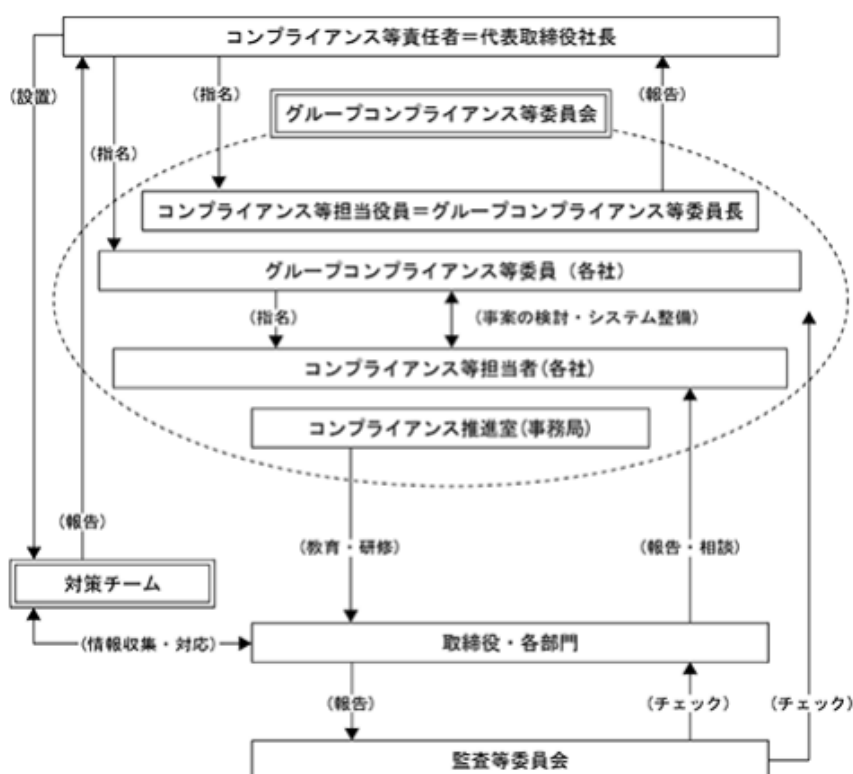 コンプライアンス等責任者＝代表取締役社長
(設置)
(指名)
(報告)
グループコンプライアンス等委員会
(指名)
コンプライアンス等担当役員＝グループコンプライアンス等委員長
グループコンプライアンス等委員（各社）
(指名)
(事案の検討・システム整備)
コンプライアンス等担当者(各社)
コンプライアンス推進室(事務局)
(報告)
(教育・研修)
(報告・相談)
対策チーム
(情報収集・対応)
取締役・各部門
(報告)
(チェック)
(チェック)
監査等委員会